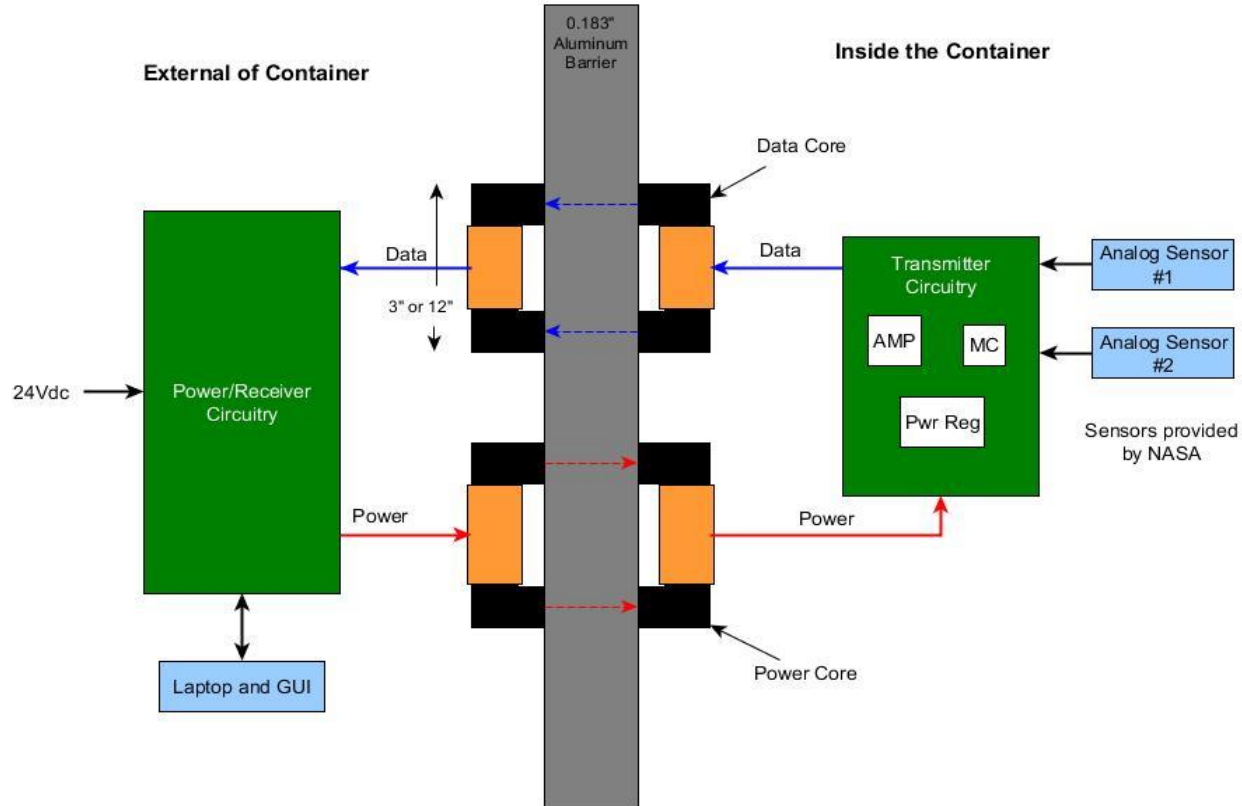 0.183"
Aluminum
Barrier
External of Container
Inside the Container
Data Core
Data
Data
Transmitter
Circuitry
Analog Sensor
#1
3" or 12"
AMP
MC
Analog Sensor
#2
24Vdc
Power/Receiver
Circuitry
Pwr Reg
Sensors provided
by NASA
Power
Power
Laptop and GUI
Power Core